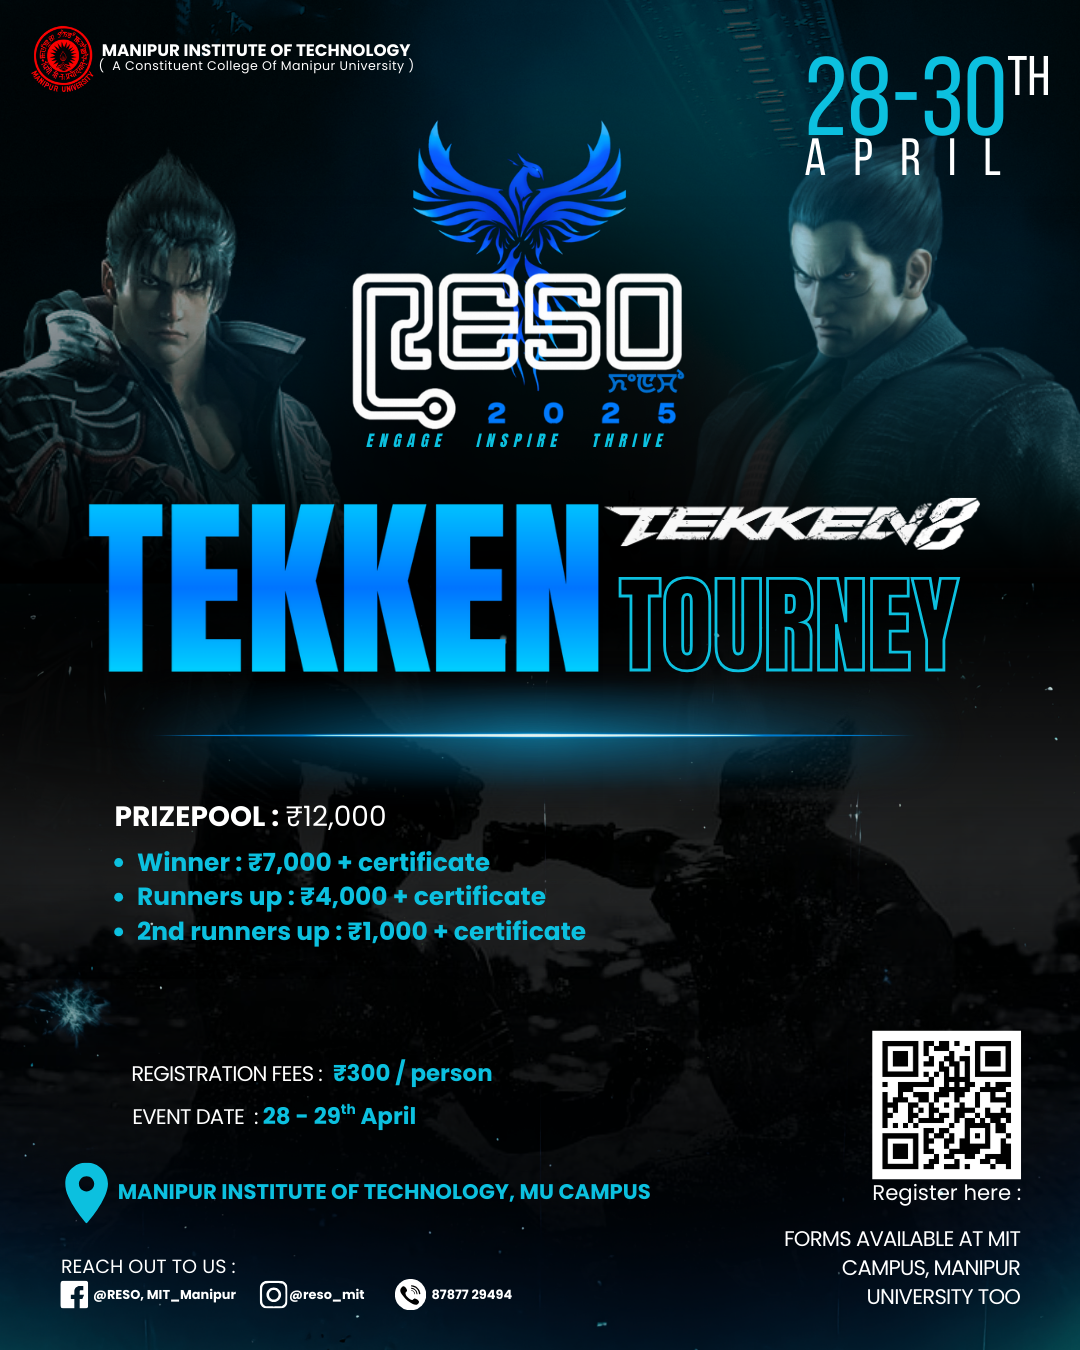 MANIPUR INSTITUTE OF TECHNOLOGY
( A Constituent College Of Manipur University )
MANIPUR UNIVERSITY
28-30TH
APRIL
RESO
2025
ENGAGE INSPIRE THRIVE
TEKKEN
TEKKEN 8
TOURNEY
PRIZEPOOL : ₹12,000
• Winner : ₹7,000 + certificate
• Runners up : ₹4,000 + certificate
• 2nd runners up : ₹1,000 + certificate
REGISTRATION FEES : ₹300 / person
EVENT DATE : 28 - 29th April
MANIPUR INSTITUTE OF TECHNOLOGY, MU CAMPUS
REACH OUT TO US :
@RESO, MIT_Manipur @reso_mit 87877 29494
Register here :
FORMS AVAILABLE AT MIT
CAMPUS, MANIPUR
UNIVERSITY TOO